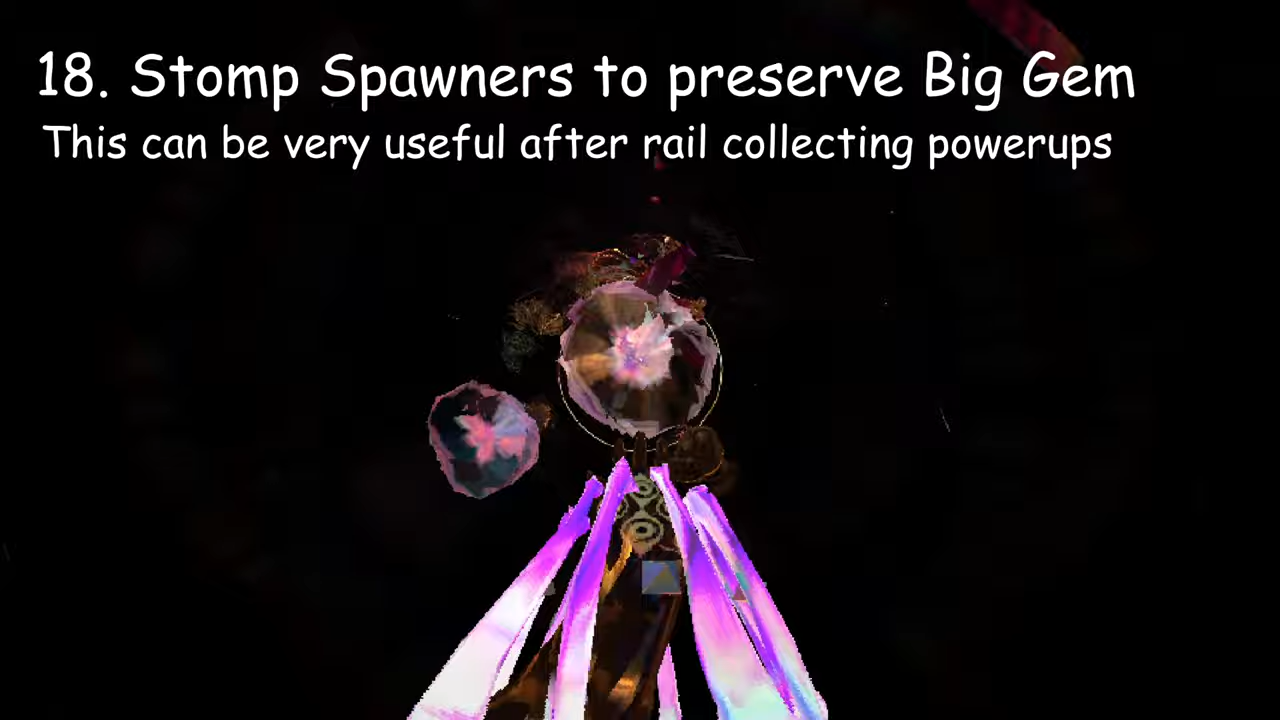 18. Stomp Spawners to preserve Big Gem
This can be very useful after rail collecting powerups